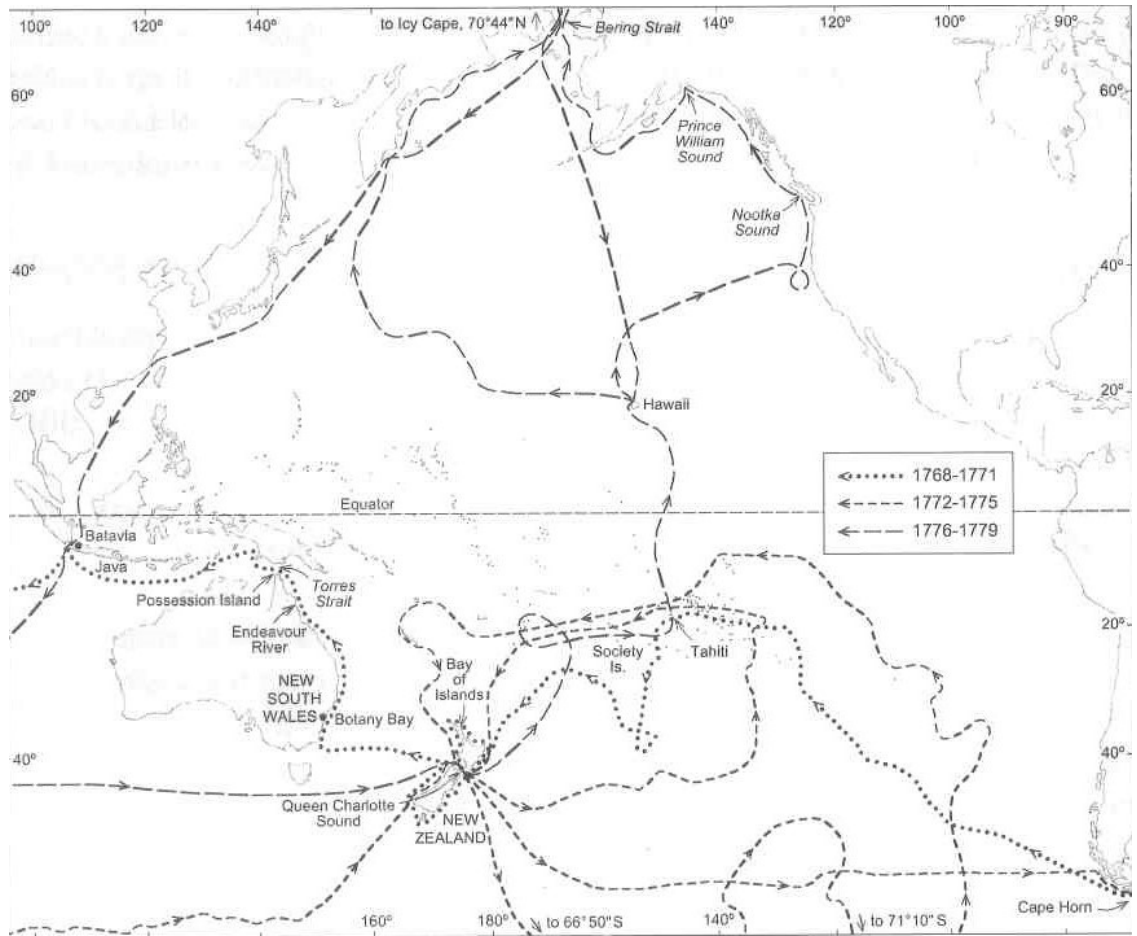 100°
120°
140°
to Icy Cape, 70°44"N
Bering Strait
140°
120°
100°
90°
60°
60°
Prince
William
Sound
Nootka
Sound
40°
40°
20°
20°
Hawaii
1768-1771
1772-1775
1776-1779
Equator
Batavia
Java
Possession Island
Torres
Strait
Endeavour
River
20°
Society
Is.
Tahiti
20°
Bay
of
Islands
NEW
SOUTH
WALES
Botany Bay
40°
40°
Queen Charlotte
Sound
NEW
ZEALAND
Cape Horn
100°
120°
160°
180°
to 66°50"S
140°
to 71°10"S